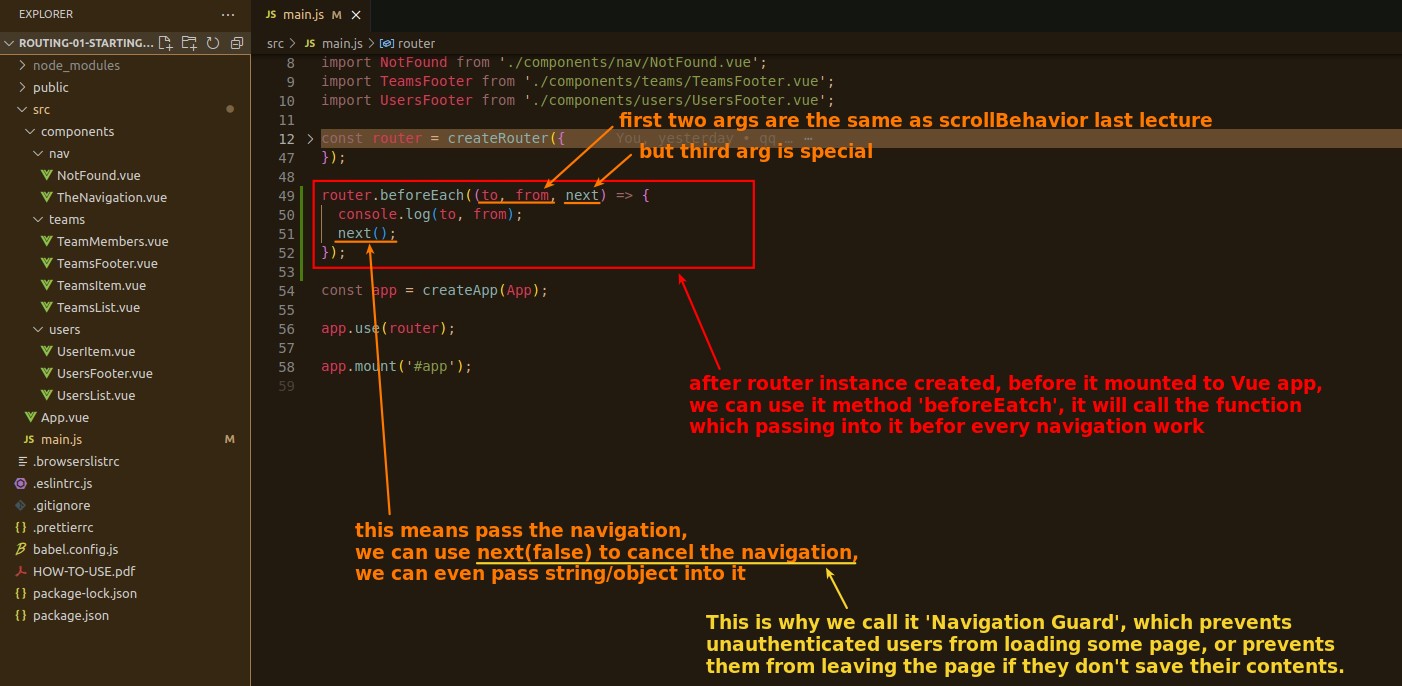 EXPLORER
ROUTING-01-STARTING...
node_modules
public
src
components
nav
NotFound.vue
TheNavigation.vue
teams
TeamMembers.vue
TeamsFooter.vue
TeamsItem.vue
TeamsList.vue
users
UserItem.vue
UsersFooter.vue
UsersList.vue
App.vue
JS main.js M
.browserslistrc
.eslintrc.js
.gitignore
{} .prettierrc
babel.config.js
HOW-TO-USE.pdf
{} package-lock.json
{} package.json
JS main.js M
src > JS main.js > router
8 import NotFound from './components/nav/NotFound.vue';
9 import TeamsFooter from './components/teams/TeamsFooter.vue';
10 import UsersFooter from './components/users/UsersFooter.vue';
11
12 const router = createRouter({ You, yesterday • gg …
47 });
48
49 router.beforeEach((to, from, next) => {
50 console.log(to, from);
51 next();
52 });
53
54 const app = createApp(App);
55
56 app.use(router);
57
58 app.mount('#app');
59
first two args are the same as scrollBehavior last lecture
but third arg is special
after router instance created, before it mounted to Vue app,
we can use it method 'beforeEatch', it will call the function
which passing into it befor every navigation work
this means pass the navigation,
we can use next(false) to cancel the navigation,
we can even pass string/object into it
This is why we call it 'Navigation Guard', which prevents
unauthenticated users from loading some page, or prevents
them from leaving the page if they don't save their contents.